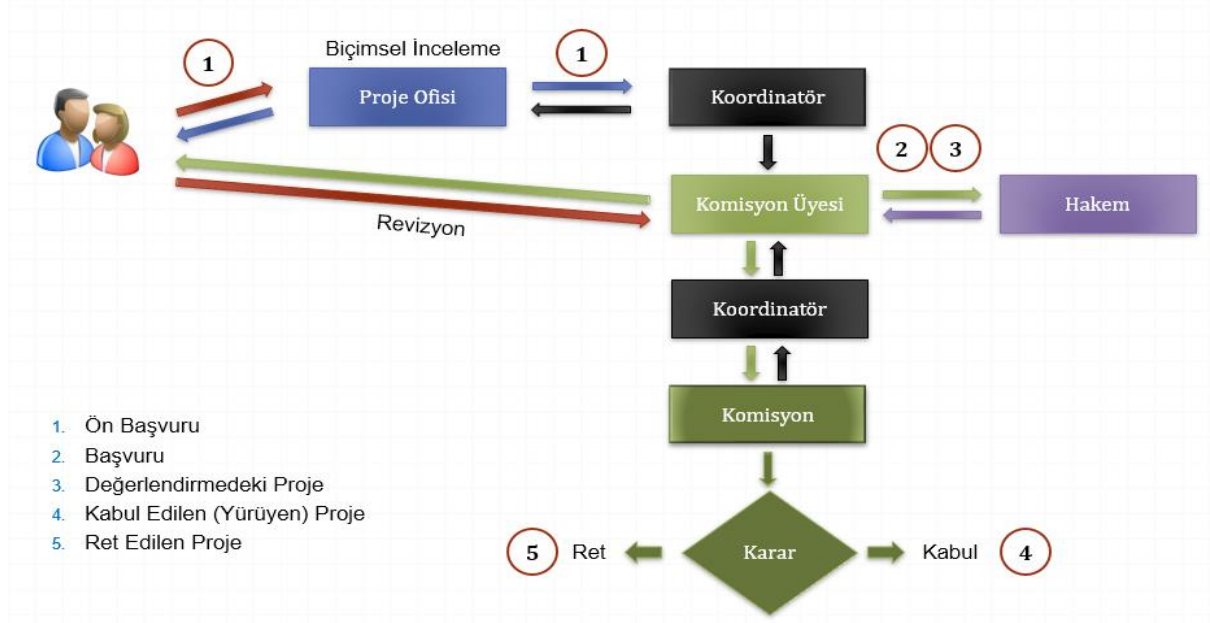 1
Biçimsel İnceleme
1
Proje Ofisi
Koordinatör
2
3
Komisyon Üyesi
Hakem
Revizyon
Koordinatör
Komisyon
1. Ön Başvuru
2. Başvuru
3. Değerlendirmedeki Proje
4. Kabul Edilen (Yürüyen) Proje
5. Ret Edilen Proje
5
Ret
Karar
Kabul
4